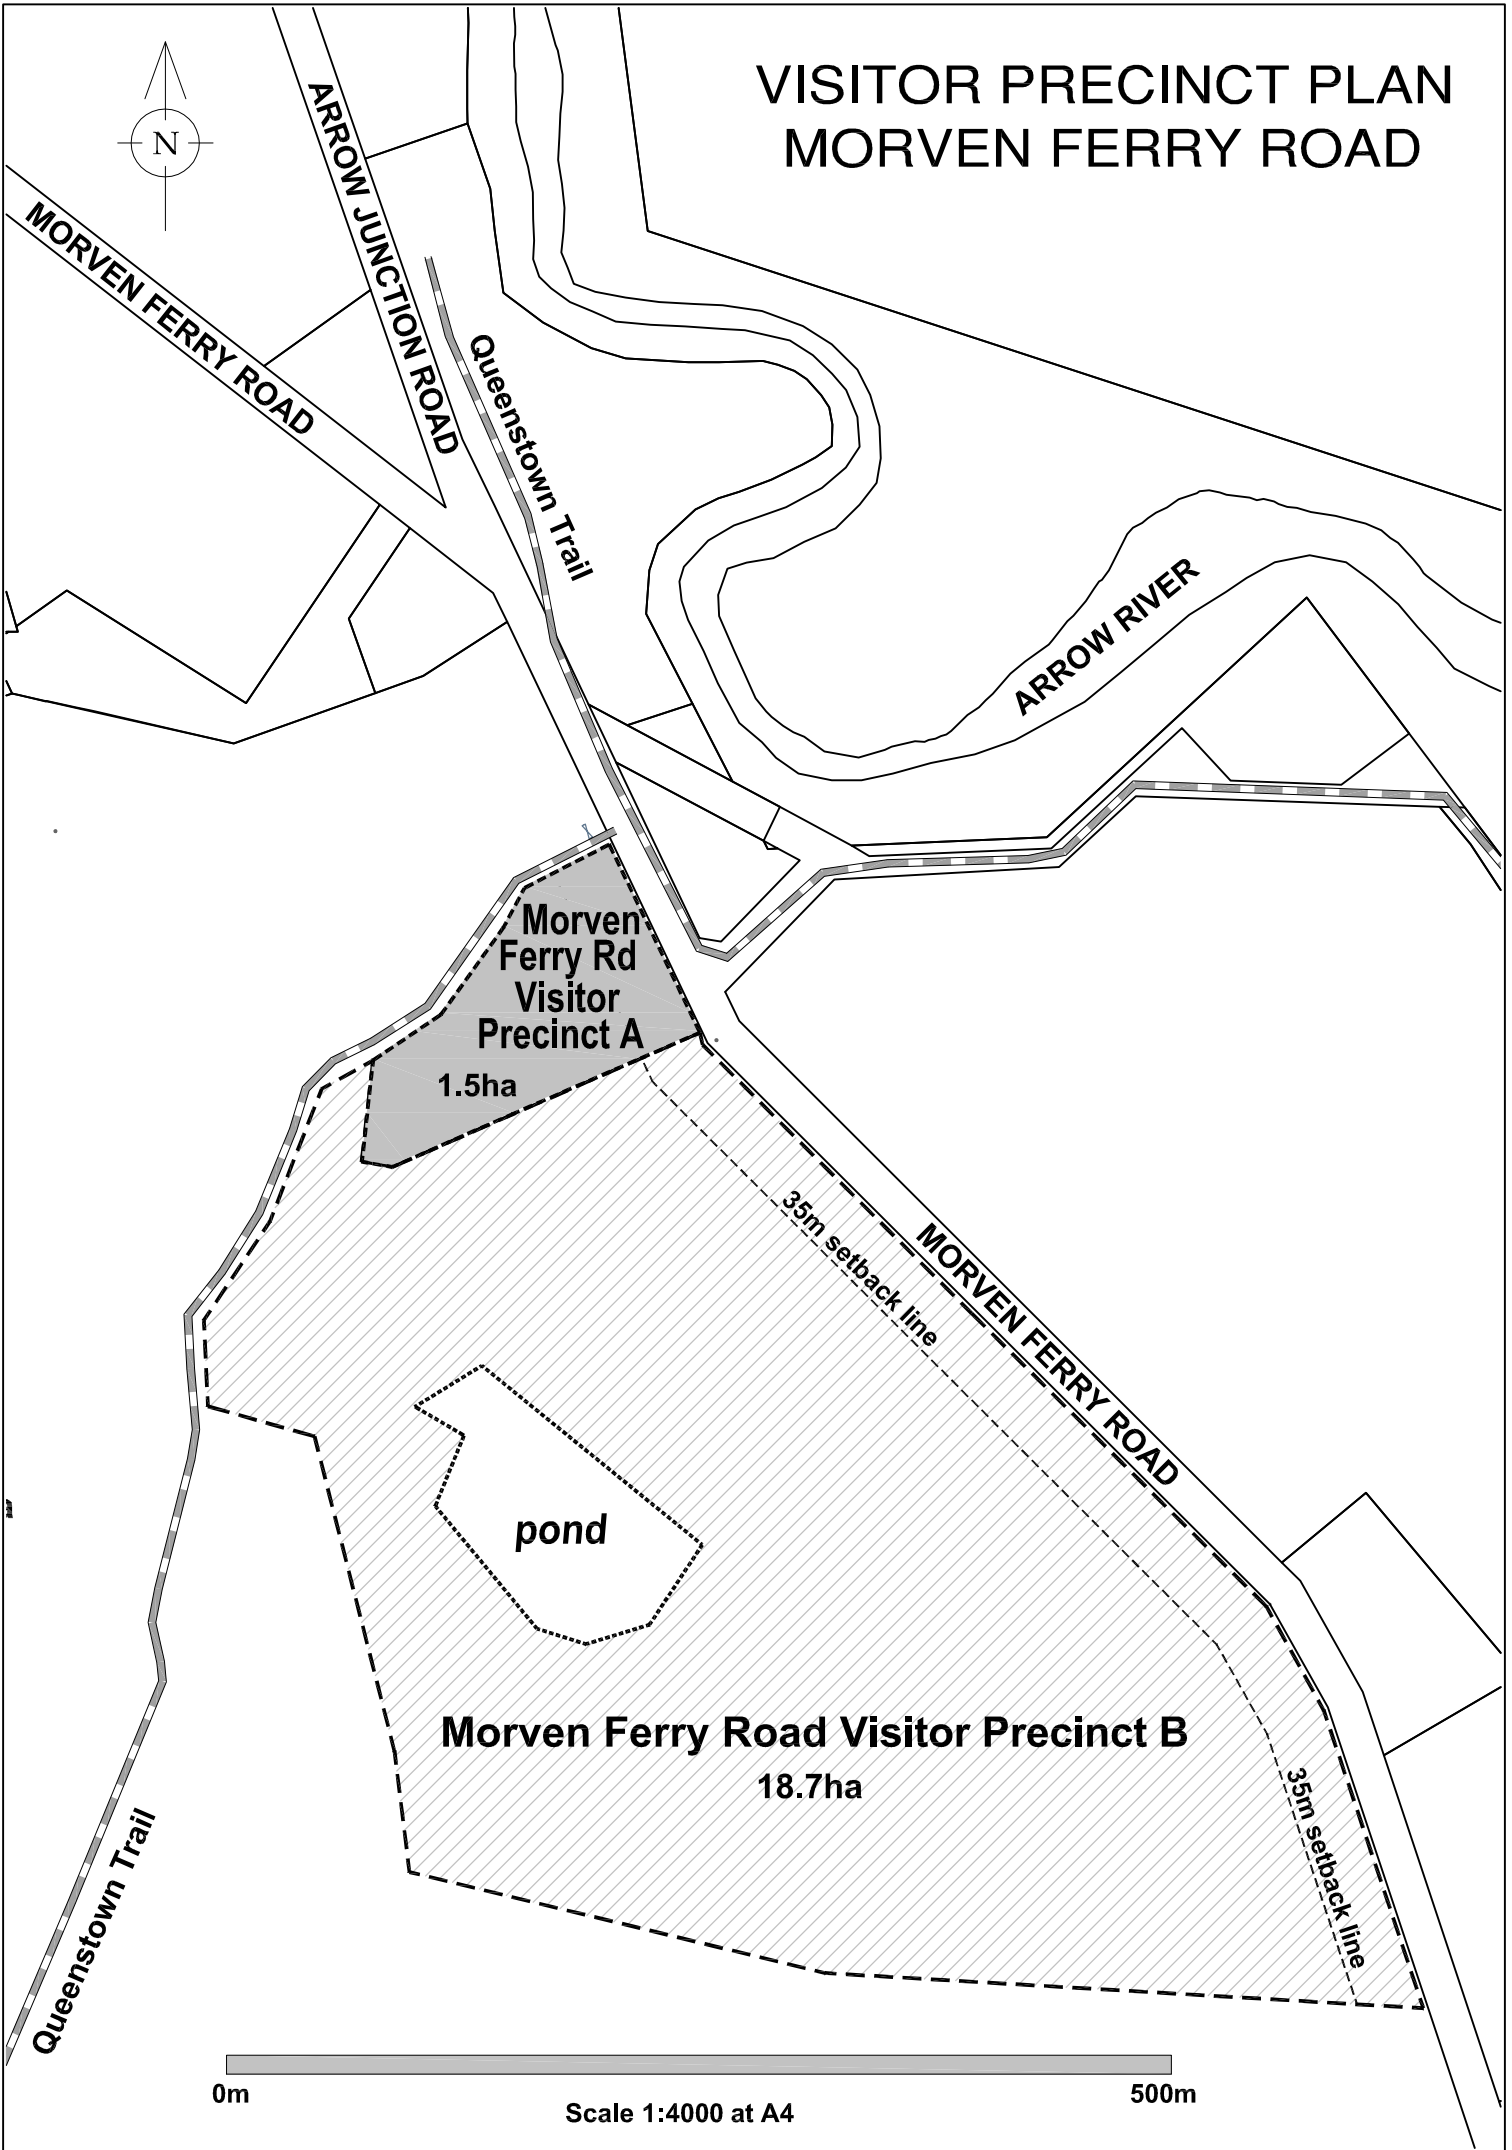 VISITOR PRECINCT PLAN
MORVEN FERRY ROAD
N
ARROW JUNCTION ROAD
MORVEN FERRY ROAD
Queenstown Trail
ARROW RIVER
Morven
Ferry Rd
Visitor
Precinct A
1.5ha
35m setback line
MORVEN FERRY ROAD
pond
Morven Ferry Road Visitor Precinct B
18.7ha
35m setback line
Queenstown Trail
0m
500m
Scale 1:4000 at A4